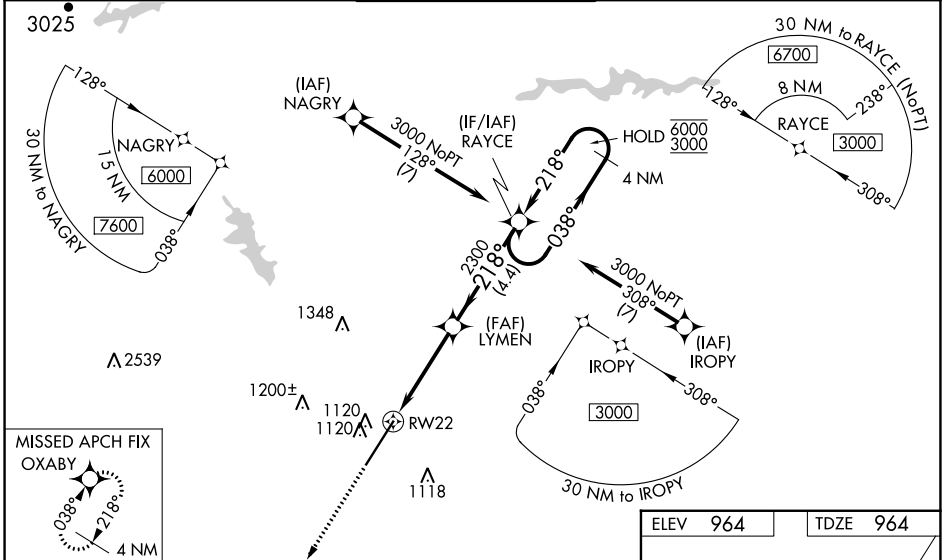 3025
128°
NAGRY
6000
15 NM
7600
038°
30 NM to NAGRY
(IAF)
NAGRY
3000 NoPT
128°
(7)
(IF/IAF)
RAYCE
HOLD
6000
3000
4 NM
218°
038°
30 NM to RAYCE (NoPT)
6700
8 NM
128°
238°
RAYCE
3000
308°
2300
218°
(4.4)
(FAF)
LYMEN
3000 NoPT
308°
(7)
(IAF)
IROPY
1348
2539
1200±
1120
1120
RW22
1118
IROPY
038°
308°
3000
30 NM to IROPY
MISSED APCH FIX
OXABY
038°
218°
4 NM
ELEV 964
TDZE 964